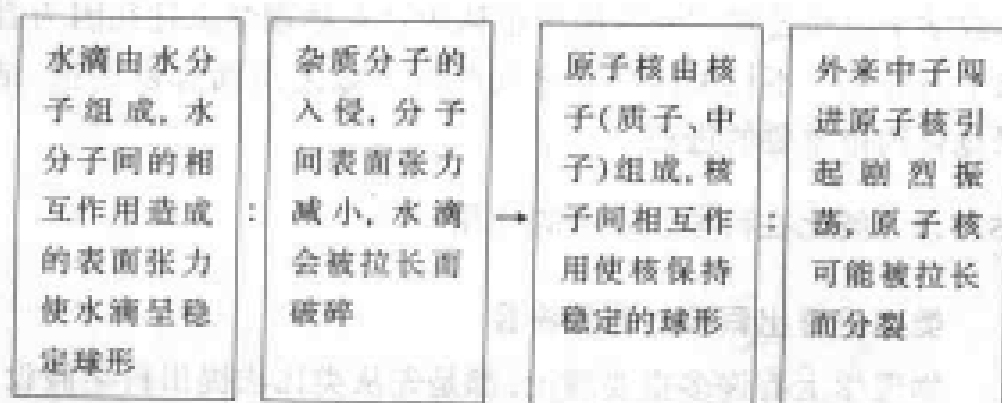 水滴由水分
子组成,水
分子间的相
互作用造成
的表面张力
使水滴呈稳
定球形
:
杂质分子的
入侵,分子
间表面张力
减小,水滴
会被拉长而
破碎
→
原子核由核
子(质子、中
子)组成,核
子间相互作
用使核保持
稳定的球形
:
外来中子闯
进原子核引
起剧烈振
荡,原子核
可能被拉长
而分裂